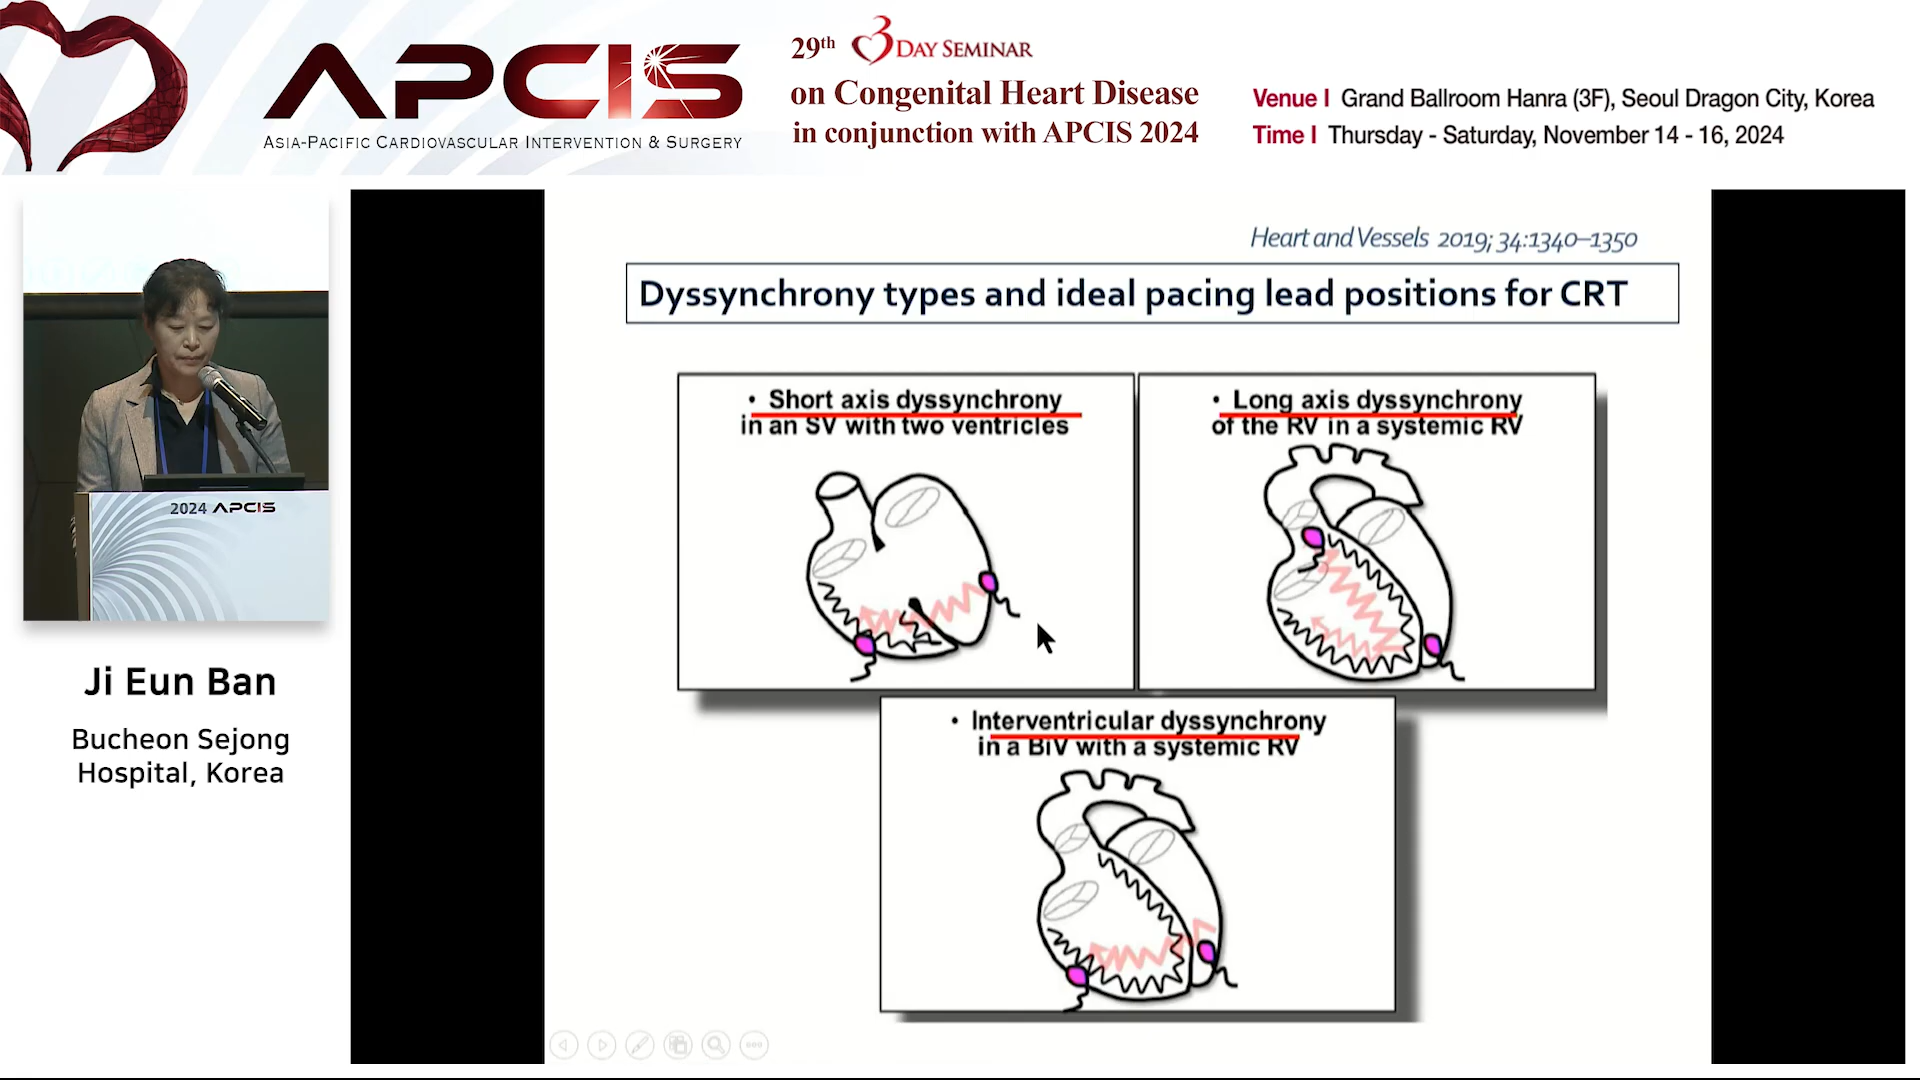 APCIS
ASIA-PACIFIC CARDIOVASCULAR INTERVENTION & SURGERY
29th 3 DAY SEMINAR
on Congenital Heart Disease
in conjunction with APCIS 2024
Venue I Grand Ballroom Hanra (3F), Seoul Dragon City, Korea
Time I Thursday - Saturday, November 14 - 16, 2024
2024 APCIS
Ji Eun Ban
Bucheon Sejong
Hospital, Korea
Heart and Vessels 2019; 34:1340–1350
Dyssynchrony types and ideal pacing lead positions for CRT
• Short axis dyssynchrony
in an SV with two ventricles
• Long axis dyssynchrony
of the RV in a systemic RV
• Interventricular dyssynchrony
in a BiV with a systemic RV